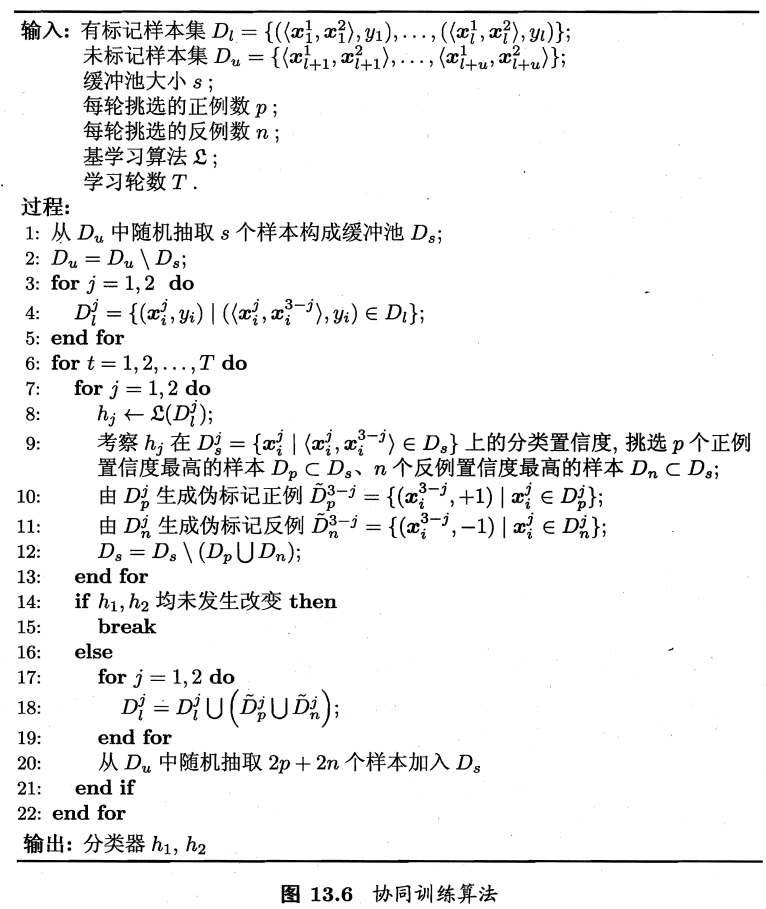 输入: 有标记样本集 $D_l = \{(\langle \boldsymbol{x}_1^1, \boldsymbol{x}_1^2\rangle, y_1), \ldots, (\langle \boldsymbol{x}_l^1, \boldsymbol{x}_l^2\rangle, y_l)\}$;
未标记样本集 $D_u = \{\langle \boldsymbol{x}_{l+1}^1, \boldsymbol{x}_{l+1}^2\rangle, \ldots, \langle \boldsymbol{x}_{l+u}^1, \boldsymbol{x}_{l+u}^2\rangle\}$;
缓冲池大小 $s$;
每轮挑选的正例数 $p$;
每轮挑选的反例数 $n$;
基学习算法 $\mathfrak{L}$;
学习轮数 $T$.
过程:
1: 从 $D_u$ 中随机抽取 $s$ 个样本构成缓冲池 $D_s$;
2: $D_u = D_u \setminus D_s$;
3: for $j = 1, 2$ do
4: $D_l^j = \{(\boldsymbol{x}_i^j, y_i) \mid (\langle \boldsymbol{x}_i^j, \boldsymbol{x}_i^{3-j}\rangle, y_i) \in D_l\}$;
5: end for
6: for $t = 1, 2, \ldots, T$ do
7: for $j = 1, 2$ do
8: $h_j \leftarrow \mathfrak{L}(D_l^j)$;
9: 考察 $h_j$ 在 $D_s^j = \{\boldsymbol{x}_i^j \mid \langle \boldsymbol{x}_i^j, \boldsymbol{x}_i^{3-j}\rangle \in D_s\}$ 上的分类置信度, 挑选 $p$ 个正例
置信度最高的样本 $D_p \subset D_s$、$n$ 个反例置信度最高的样本 $D_n \subset D_s$;
10: 由 $D_p^j$ 生成伪标记正例 $\tilde{D}_p^{3-j} = \{(\boldsymbol{x}_i^{3-j}, +1) \mid \boldsymbol{x}_i^j \in D_p^j\}$;
11: 由 $D_n^j$ 生成伪标记反例 $\tilde{D}_n^{3-j} = \{(\boldsymbol{x}_i^{3-j}, -1) \mid \boldsymbol{x}_i^j \in D_n^j\}$;
12: $D_s = D_s \setminus (D_p \bigcup D_n)$;
13: end for
14: if $h_1, h_2$ 均未发生改变 then
15: break
16: else
17: for $j = 1, 2$ do
18: $D_l^j = D_l^j \bigcup \left(\tilde{D}_p^j \bigcup \tilde{D}_n^j\right)$;
19: end for
20: 从 $D_u$ 中随机抽取 $2p + 2n$ 个样本加入 $D_s$
21: end if
22: end for
输出: 分类器 $h_1$, $h_2$
图 13.6 协同训练算法